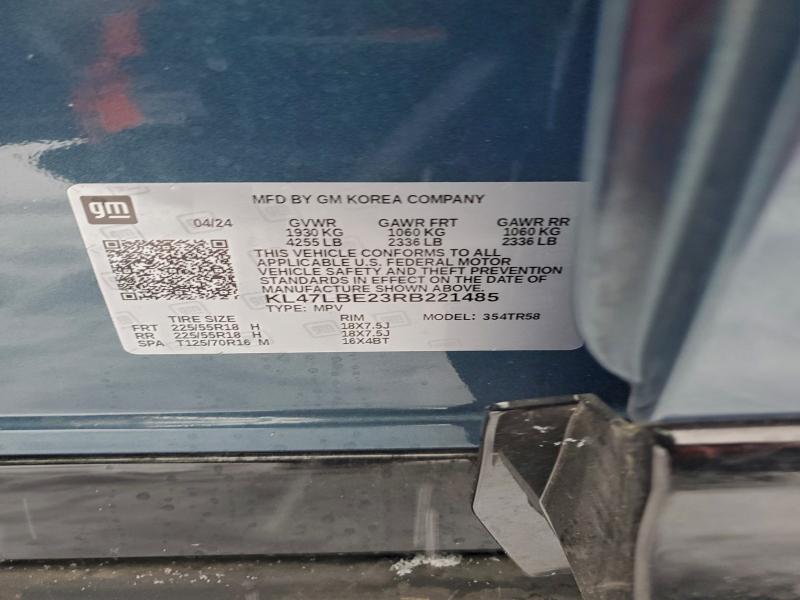 gm
MFD BY GM KOREA COMPANY
04/24 GVWR GAWR FRT GAWR RR
1930 KG 1060 KG 1060 KG
4255 LB 2336 LB 2336 LB
THIS VEHICLE CONFORMS TO ALL
APPLICABLE U.S. FEDERAL MOTOR
VEHICLE SAFETY AND THEFT PREVENTION
STANDARDS IN EFFECT ON THE DATE OF
MANUFACTURE SHOWN ABOVE.
KL47LBE23RB221485
TYPE: MPV MODEL: 354TR58
TIRE SIZE RIM
FRT 225/55R18 H 18X7.5J
RR 225/55R18 H 18X7.5J
SPA T125/70R16 M 16X4BT